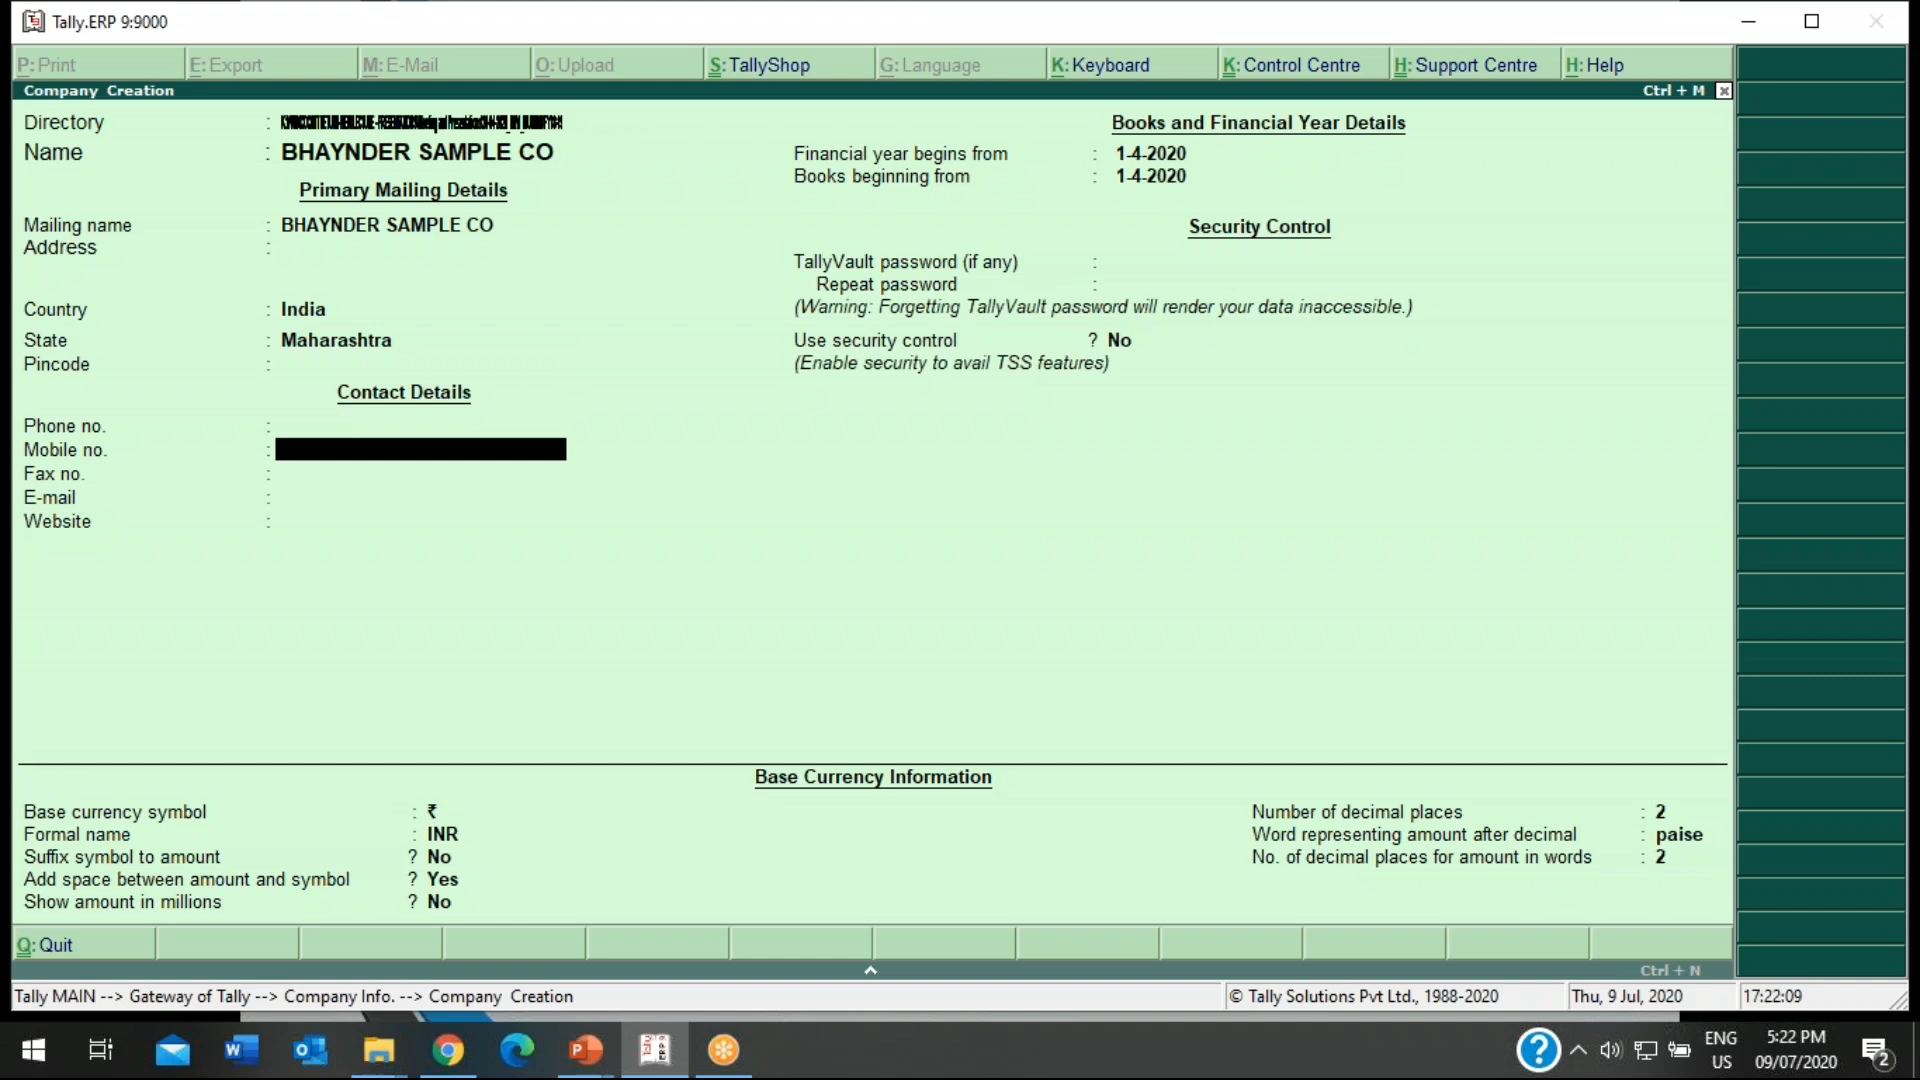 Tally.ERP 9:9000
P: Print E: Export M: E-Mail O: Upload S: TallyShop G: Language K: Keyboard K: Control Centre H: Support Centre H: Help
Company Creation Ctrl + M
Directory :
Name : BHAYNDER SAMPLE CO
Primary Mailing Details
Mailing name : BHAYNDER SAMPLE CO
Address :
Country : India
State : Maharashtra
Pincode :
Contact Details
Phone no. :
Mobile no. :
Fax no. :
E-mail :
Website :
Books and Financial Year Details
Financial year begins from : 1-4-2020
Books beginning from : 1-4-2020
Security Control
TallyVault password (if any) :
Repeat password :
(Warning: Forgetting TallyVault password will render your data inaccessible.)
Use security control ? No
(Enable security to avail TSS features)
Base Currency Information
Base currency symbol : ₹
Formal name : INR
Suffix symbol to amount ? No
Add space between amount and symbol ? Yes
Show amount in millions ? No
Number of decimal places : 2
Word representing amount after decimal : paise
No. of decimal places for amount in words : 2
Q: Quit
Ctrl + N
Tally MAIN --> Gateway of Tally --> Company Info. --> Company Creation © Tally Solutions Pvt Ltd., 1988-2020 Thu, 9 Jul, 2020 17:22:09
ENG 5:22 PM
US 09/07/2020 2